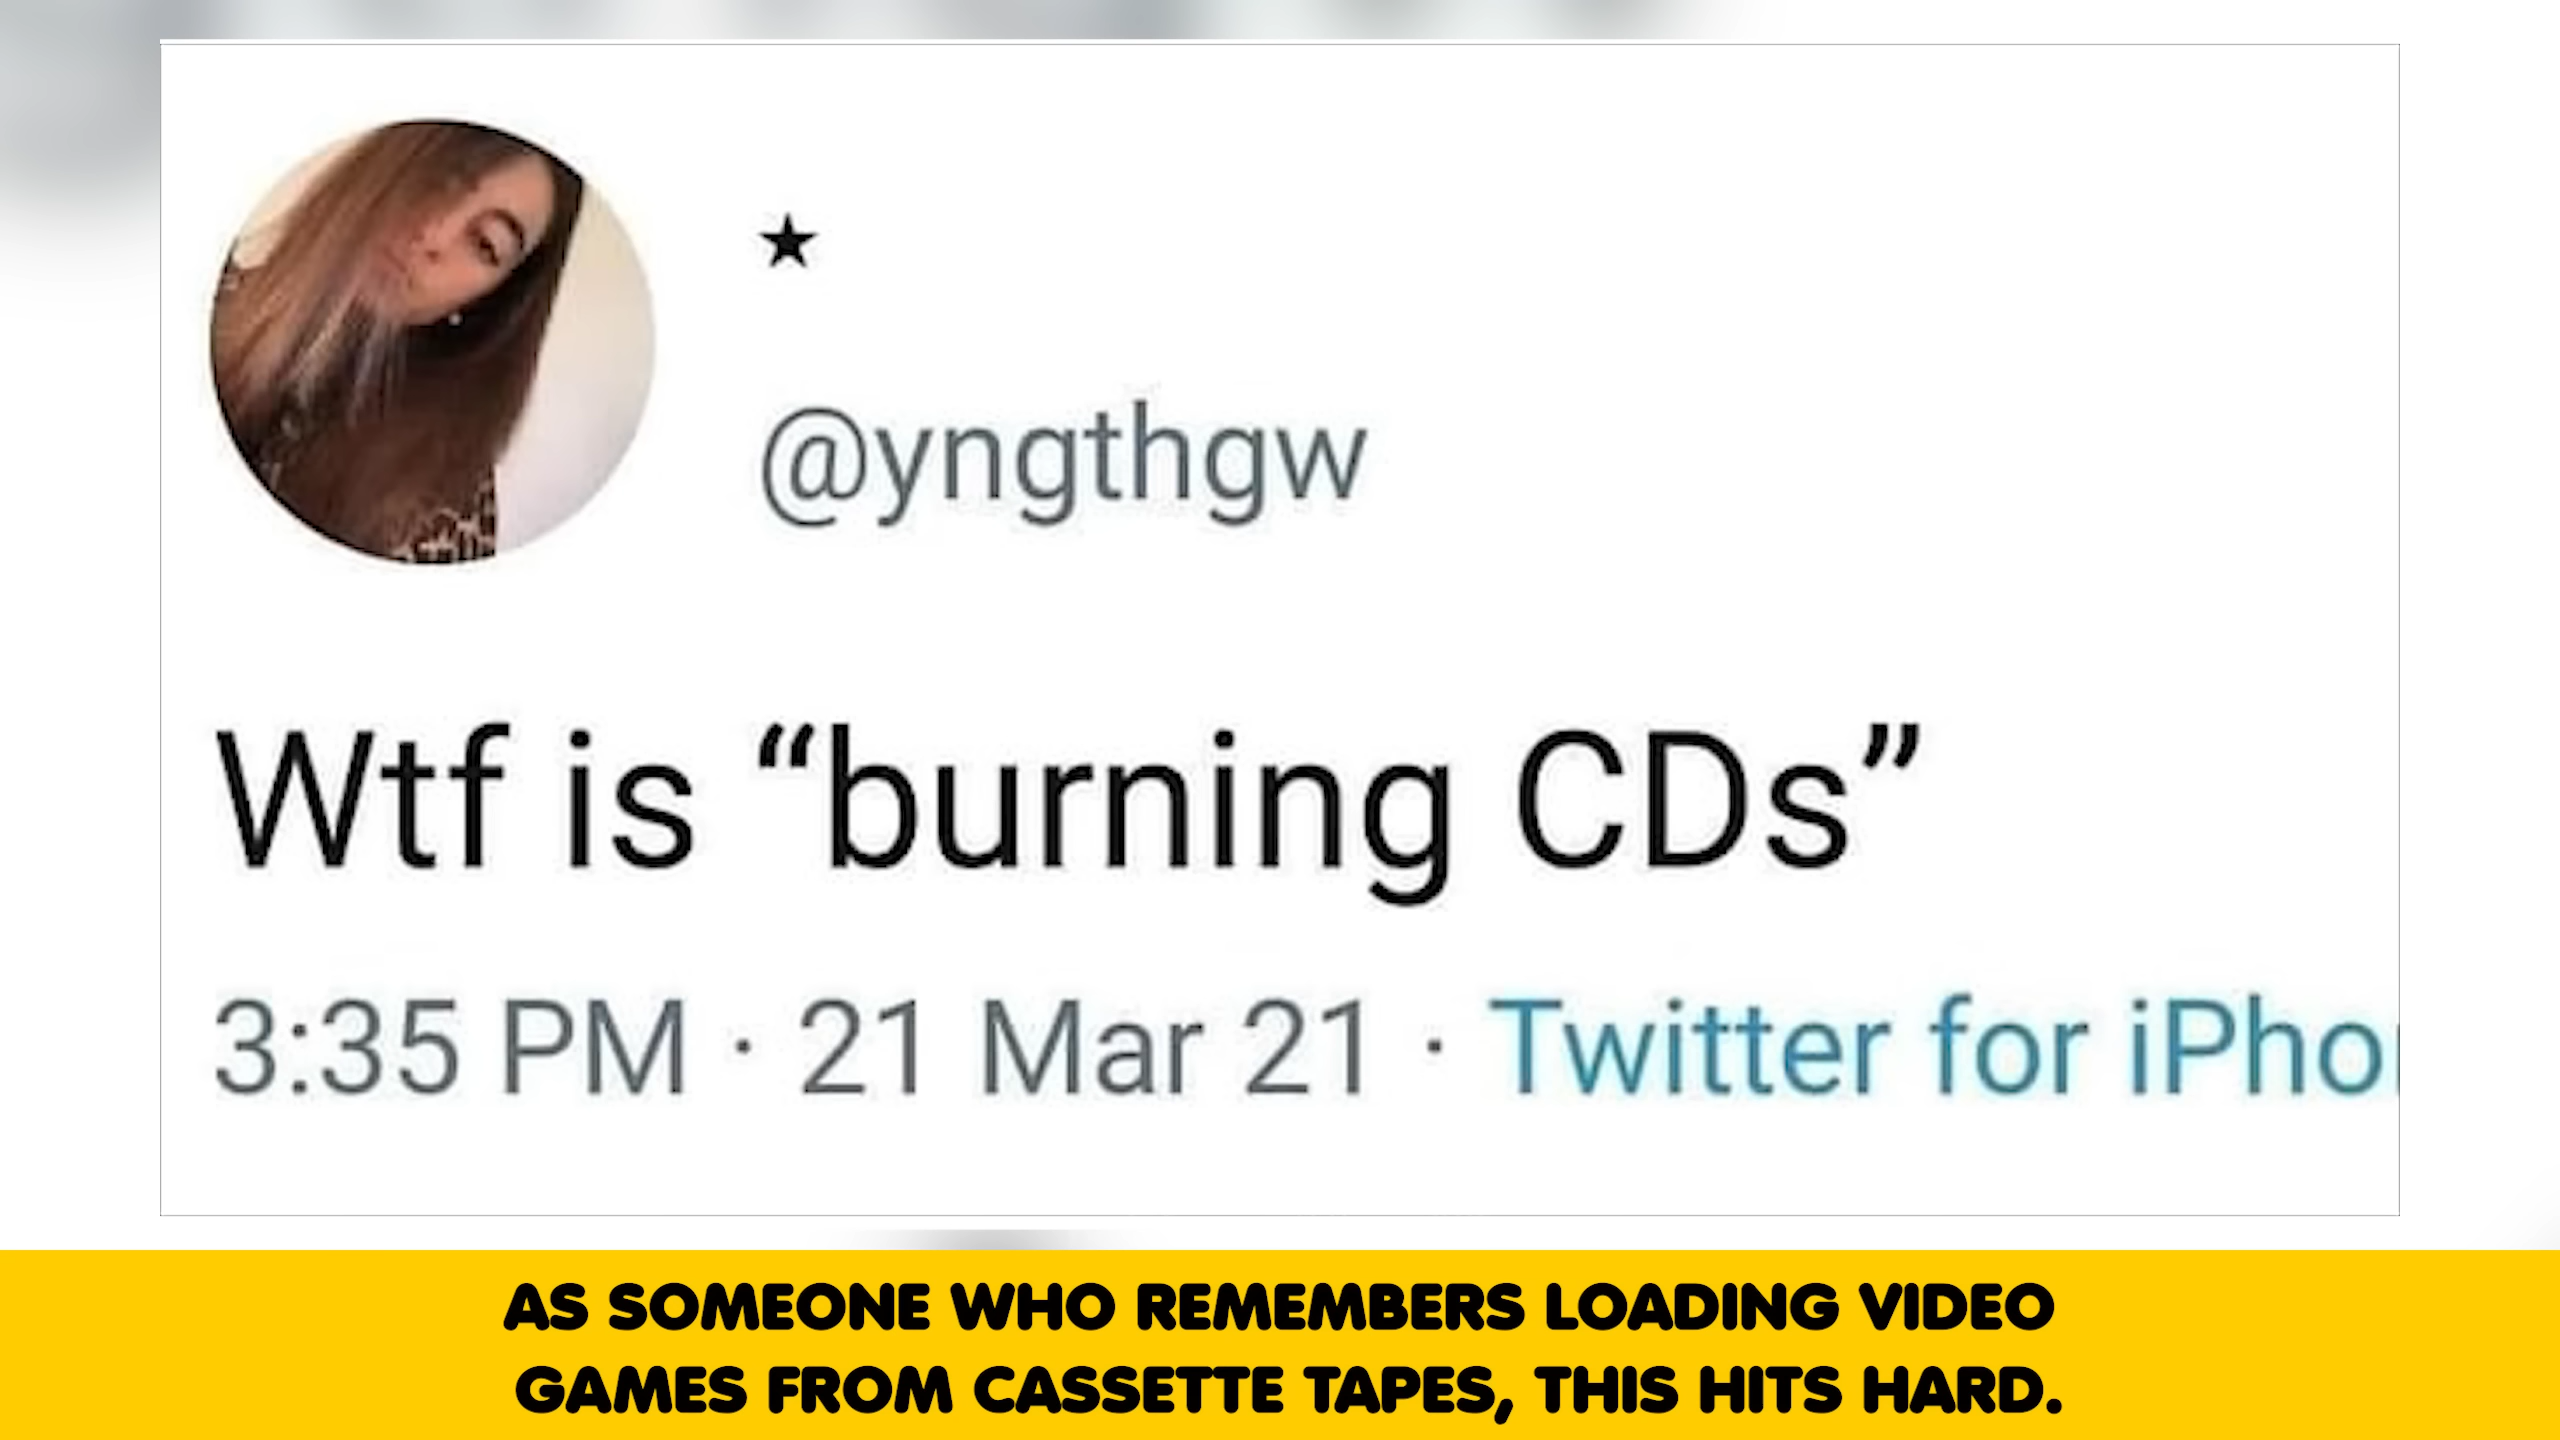 ★
@yngthgw
Wtf is “burning CDs”
3:35 PM · 21 Mar 21 · Twitter for iPho
AS SOMEONE WHO REMEMBERS LOADING VIDEO
GAMES FROM CASSETTE TAPES, THIS HITS HARD.